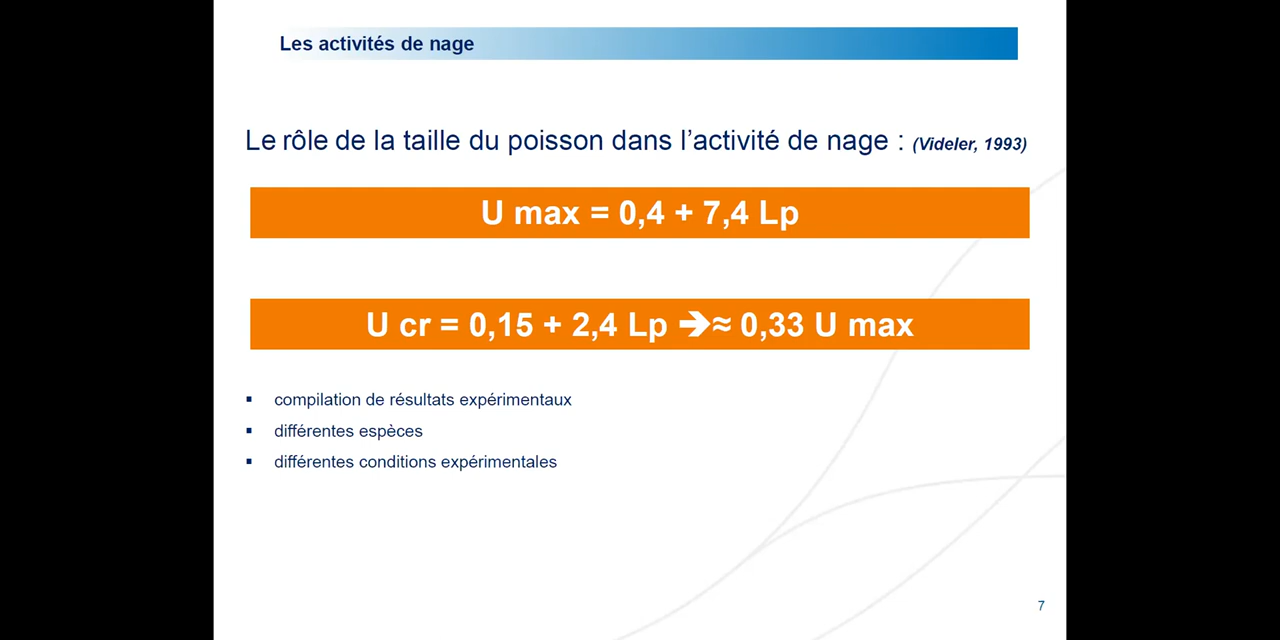 Les activités de nage
Le rôle de la taille du poisson dans l’activité de nage : (Videler, 1993)
U max = 0,4 + 7,4 Lp
U cr = 0,15 + 2,4 Lp ➔≈ 0,33 U max
▪ compilation de résultats expérimentaux
▪ différentes espèces
▪ différentes conditions expérimentales
7